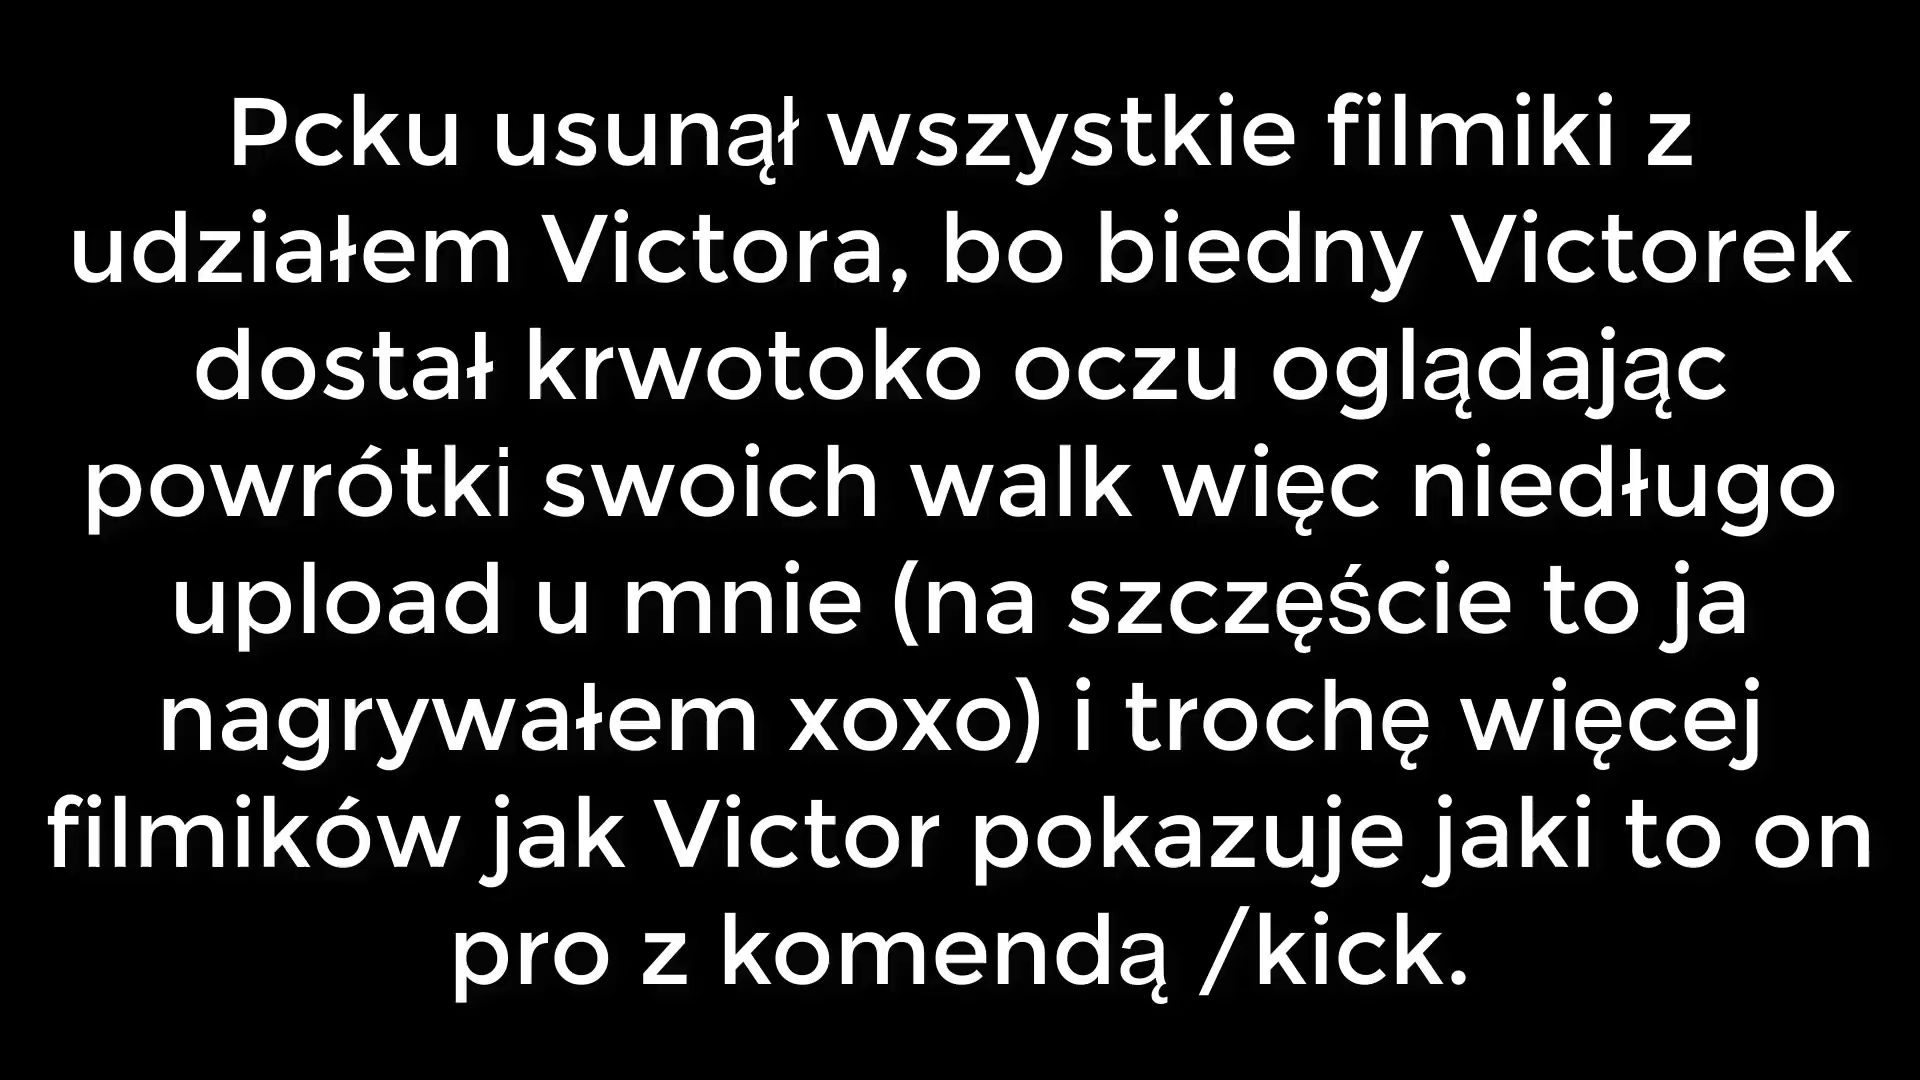 Pcku usunął wszystkie filmiki z
udziałem Victora, bo biedny Victorek
dostał krwotoko oczu oglądając
powrótki swoich walk więc niedługo
upload u mnie (na szczęście to ja
nagrywałem xoxo) i trochę więcej
filmików jak Victor pokazuje jaki to on
pro z komendą /kick.